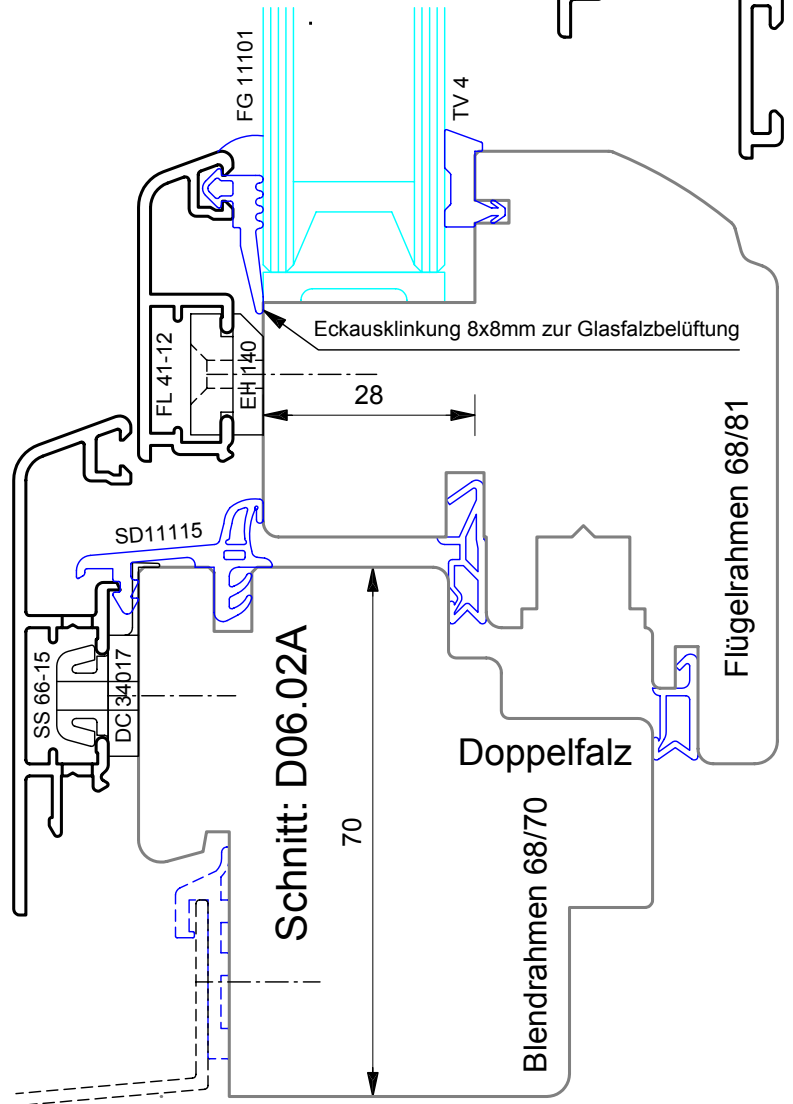 FG 11101
TV 4
Eckausklinkung 8x8mm zur Glasfalzbelüftung
FL 41-12
EH 140
28
Flügelrahmen 68/81
SD11115
SS 66-15
DC 34017
Schnitt: D06.02A
Doppelfalz
70
Blendrahmen 68/70